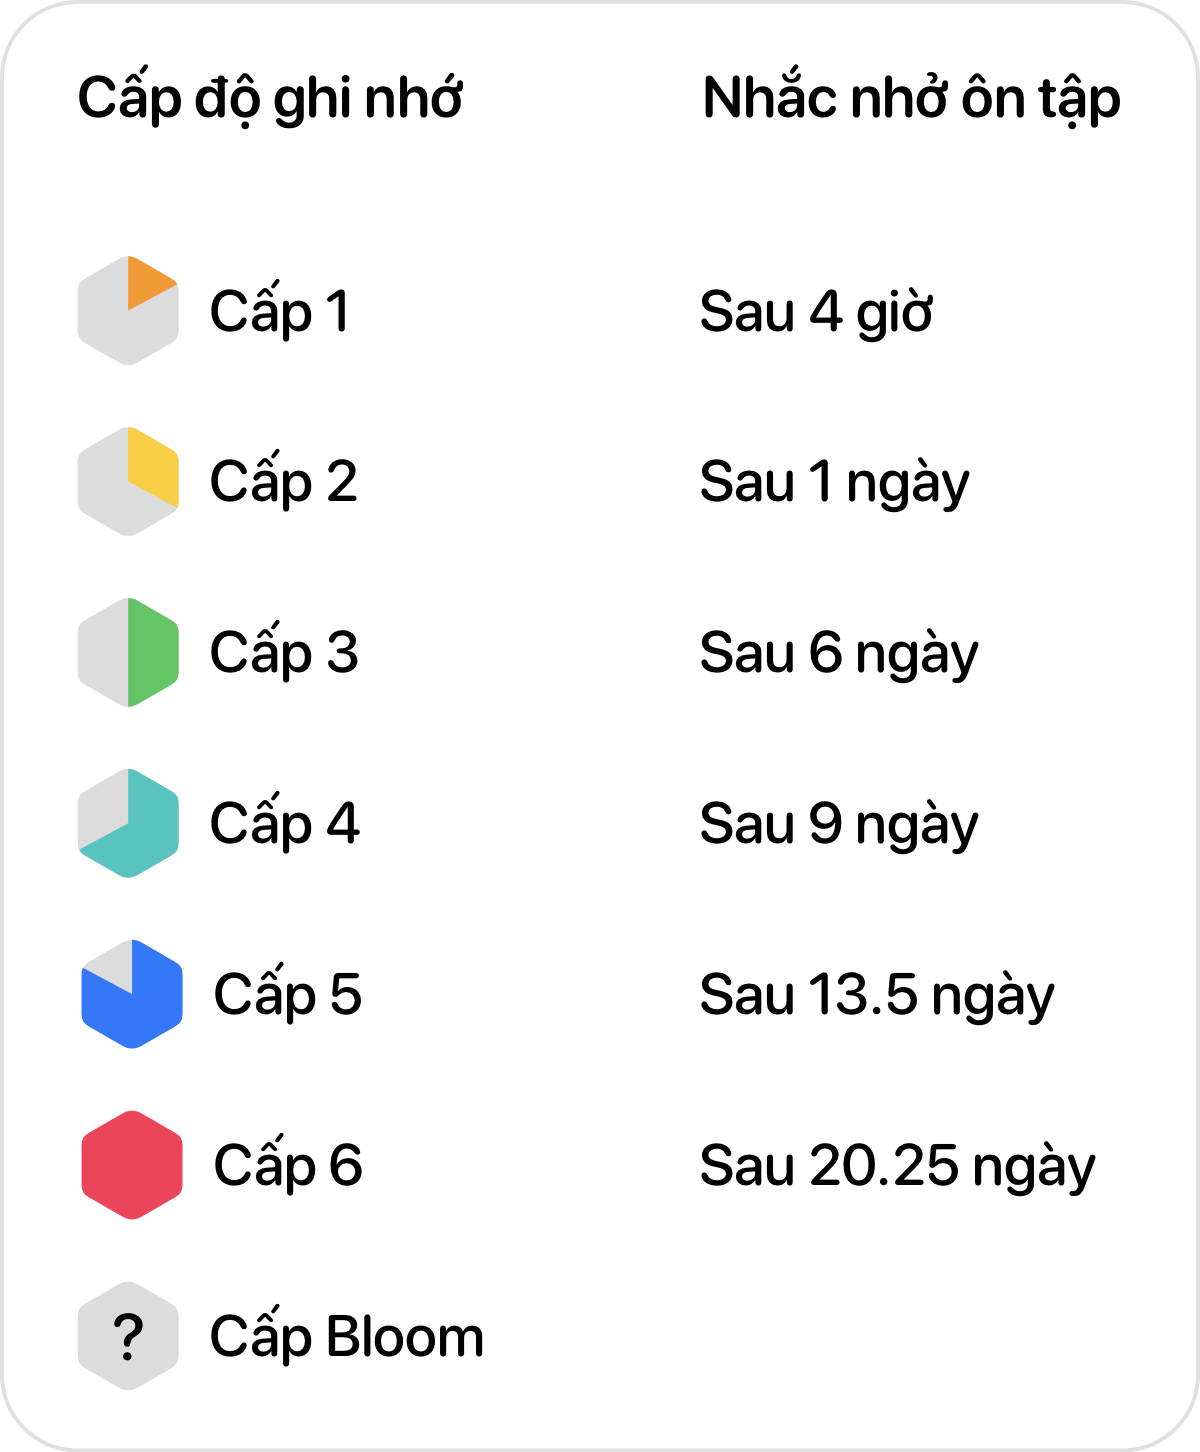 Cấp độ ghi nhớ Nhắc nhở ôn tập
Cấp 1 Sau 4 giờ
Cấp 2 Sau 1 ngày
Cấp 3 Sau 6 ngày
Cấp 4 Sau 9 ngày
Cấp 5 Sau 13.5 ngày
Cấp 6 Sau 20.25 ngày
? Cấp Bloom